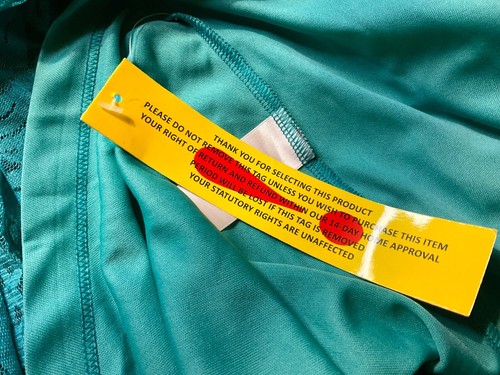 THANK YOU FOR SELECTING THIS PRODUCT
PLEASE DO NOT REMOVE THIS TAG UNLESS YOU WISH TO PURCHASE THIS ITEM
YOUR RIGHT OF RETURN AND REFUND WITHIN OUR 14-DAY HOME APPROVAL
PERIOD WILL BE LOST IF THIS TAG IS REMOVED
YOUR STATUTORY RIGHTS ARE UNAFFECTED